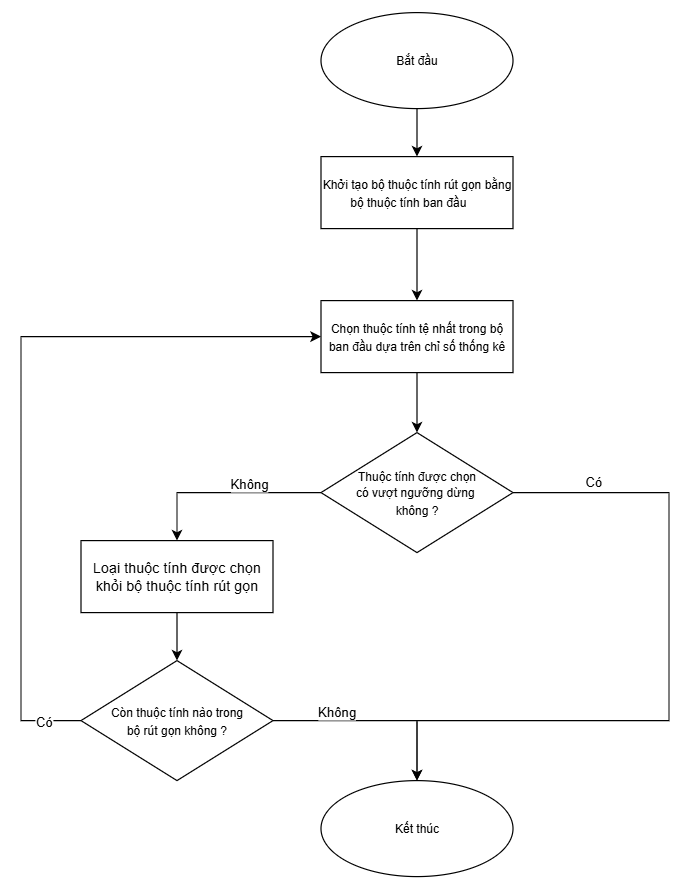 Bắt đầu
Khởi tạo bộ thuộc tính rút gọn bằng
bộ thuộc tính ban đầu
Chọn thuộc tính tệ nhất trong bộ
ban đầu dựa trên chỉ số thống kê
Thuộc tính được chọn
có vượt ngưỡng dừng
không ?
Không
Có
Loại thuộc tính được chọn
khỏi bộ thuộc tính rút gọn
Còn thuộc tính nào trong
bộ rút gọn không ?
Có
Không
Kết thúc